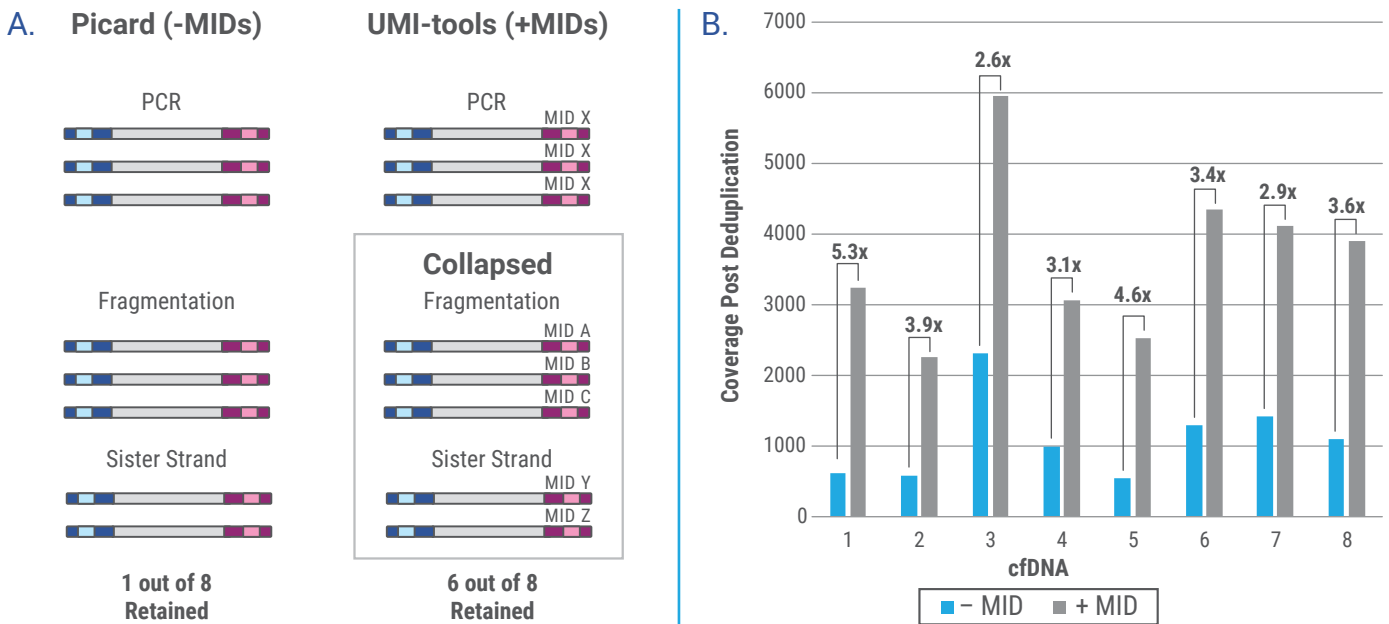 A.
Picard (-MIDs)
UMI-tools (+MIDs)
PCR
PCR
MID X
MID X
MID X
Collapsed
Fragmentation
Fragmentation
MID A
MID B
MID C
Sister Strand
Sister Strand
MID Y
MID Z
1 out of 8
Retained
6 out of 8
Retained
B.
Coverage Post Deduplication
7000
6000
5000
4000
3000
2000
1000
0
5.3x
3.9x
2.6x
3.1x
4.6x
3.4x
2.9x
3.6x
1 2 3 4 5 6 7 8
cfDNA
– MID + MID